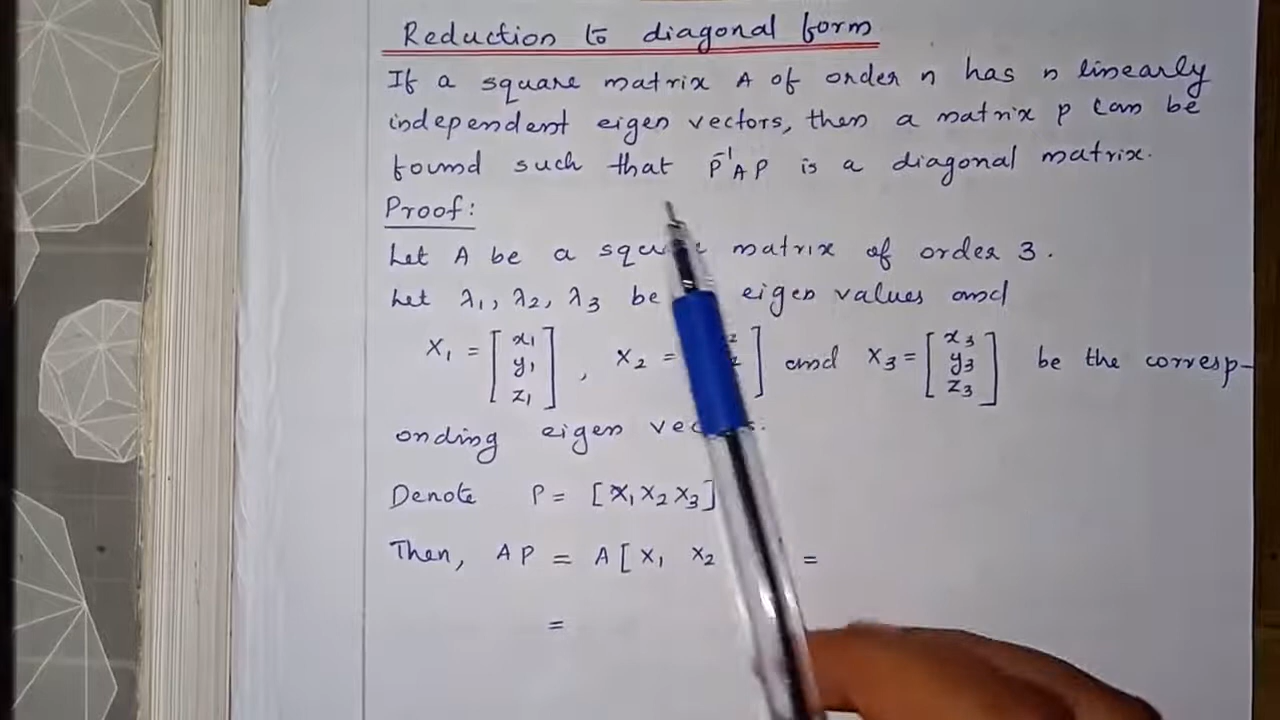 Reduction to diagonal form
If a square matrix A of order n has n linearly
independent eigen vectors, then a matrix P can be
found such that P⁻¹AP is a diagonal matrix.
Proof:
Let A be a matrix of order 3.
Let λ₁, λ₂, λ₃ be eigen values and
X₁ = [x₁ y₁ z₁], X₂ = [ ] and X₃ = [x₃ y₃ z₃] be the corresp-
onding eigen
Denote P = [X₁ X₂ X₃]
Then, AP = A[X₁ X₂ =
=